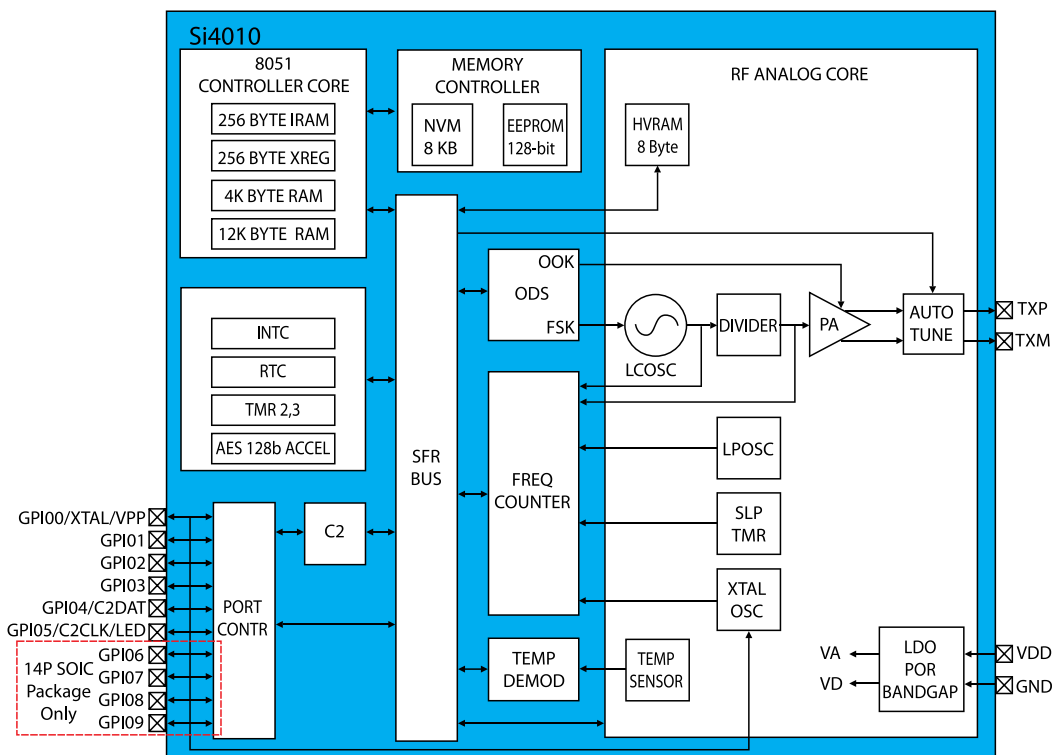 Si4010
8051
CONTROLLER CORE
256 BYTE IRAM
256 BYTE XREG
4K BYTE RAM
12K BYTE RAM
MEMORY
CONTROLLER
NVM
8 KB
EEPROM
128-bit
RF ANALOG CORE
HVRAM
8 Byte
INTC
RTC
TMR 2,3
AES 128b ACCEL
SFR
BUS
OOK
ODS
FSK
LCOSC
DIVIDER
PA
AUTO
TUNE
TXP
TXM
FREQ
COUNTER
LPOSC
SLP
TMR
XTAL
OSC
GPI00/XTAL/VPP
GPI01
GPI02
GPI03
GPI04/C2DAT
GPI05/C2CLK/LED
GPI06
GPI07
GPI08
GPI09
14P SOIC
Package
Only
PORT
CONTR
C2
TEMP
DEMOD
TEMP
SENSOR
VA
VD
LDO
POR
BANDGAP
VDD
GND